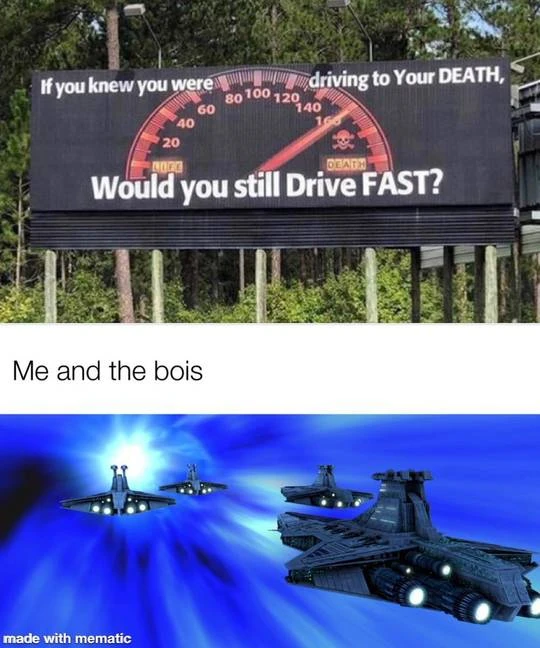 If you knew you were driving to Your DEATH,
20
40
60
80
100
120
140
160
LIFE
DEATH
Would you still Drive FAST?
Me and the bois
made with mematic